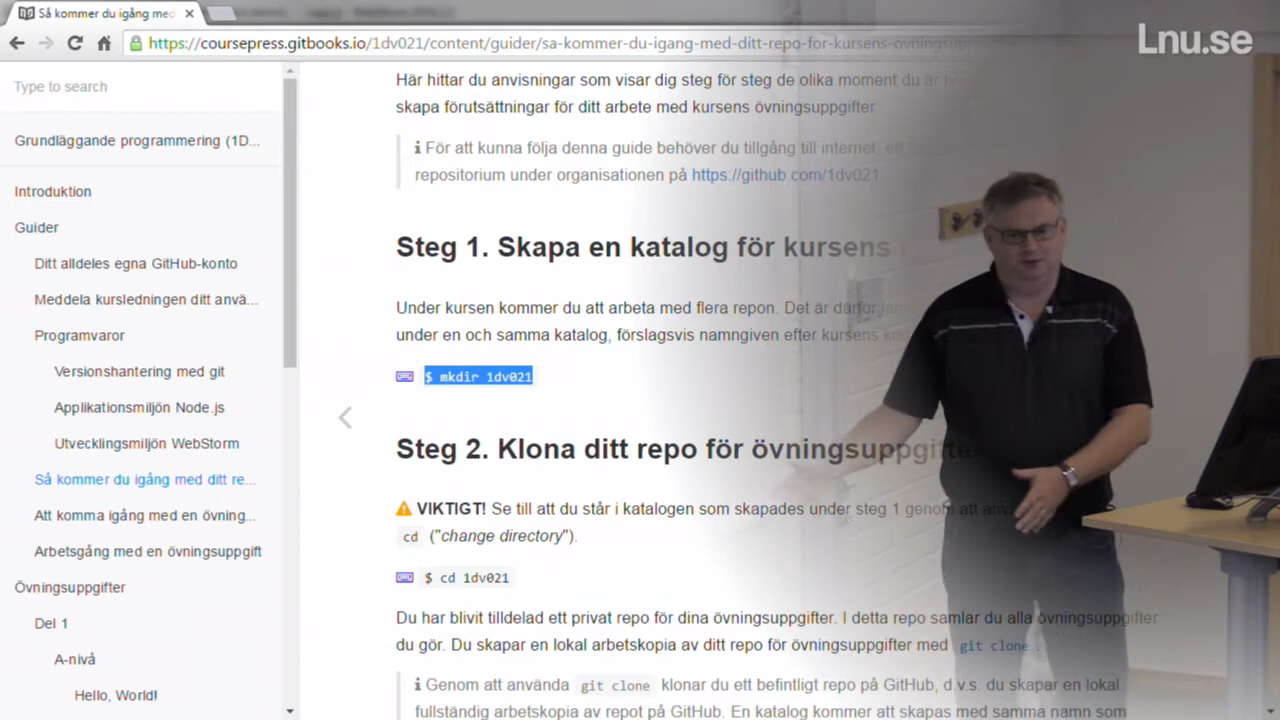 Så kommer du igång med
https://coursepress.gitbooks.io/1dv021/content/guider/sa-kommer-du-igang-med-ditt-repo-for-kursens-ovningsup
Lnu.se
Type to search
Grundläggande programmering (1D...
Introduktion
Guider
Ditt alldeles egna GitHub-konto
Meddela kursledningen ditt anvä...
Programvaror
Versionshantering med git
Applikationsmiljön Node.js
Utvecklingsmiljön WebStorm
Så kommer du igång med ditt re...
Att komma igång med en övning...
Arbetsgång med en övningsuppgift
Övningsuppgifter
Del 1
A-nivå
Hello, World!
Här hittar du anvisningar som visar dig steg för steg de olika moment du är
skapa förutsättningar för ditt arbete med kursens övningsuppgifter.
För att kunna följa denna guide behöver du tillgång till internet, ett
repositorium under organisationen på https://github.com/1dv021
Steg 1. Skapa en katalog för kursens
Under kursen kommer du att arbeta med flera repon. Det är därför
under en och samma katalog, förslagsvis namngiven efter kursens
$ mkdir 1dv021
Steg 2. Klona ditt repo för övningsuppgifte
VIKTIGT! Se till att du står i katalogen som skapades under steg 1 genom att
cd ("change directory").
$ cd 1dv021
Du har blivit tilldelad ett privat repo för dina övningsuppgifter. I detta repo samlar du alla övningsuppgifter
du gör. Du skapar en lokal arbetskopia av ditt repo för övningsuppgifter med git clone.
Genom att använda git clone klonar du ett befintligt repo på GitHub, d.v.s. du skapar en lokal
fullständig arbetskopia av repot på GitHub. En katalog kommer att skapas med samma namn som